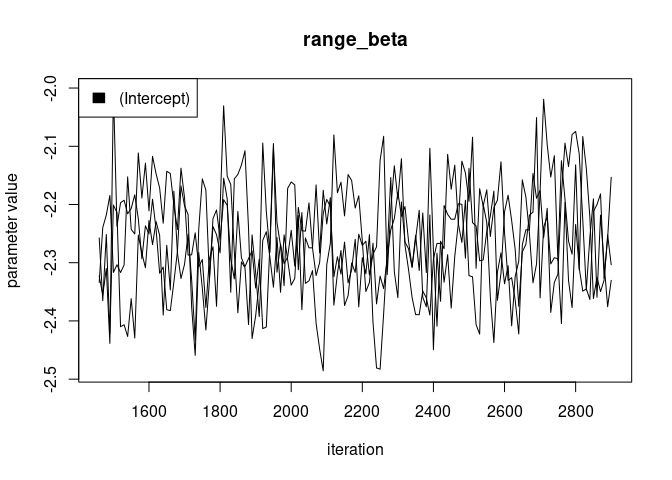 range_beta
(Intercept)
parameter value
-2.0
-2.1
-2.2
-2.3
-2.4
-2.5
1600 1800 2000 2200 2400 2600 2800
iteration